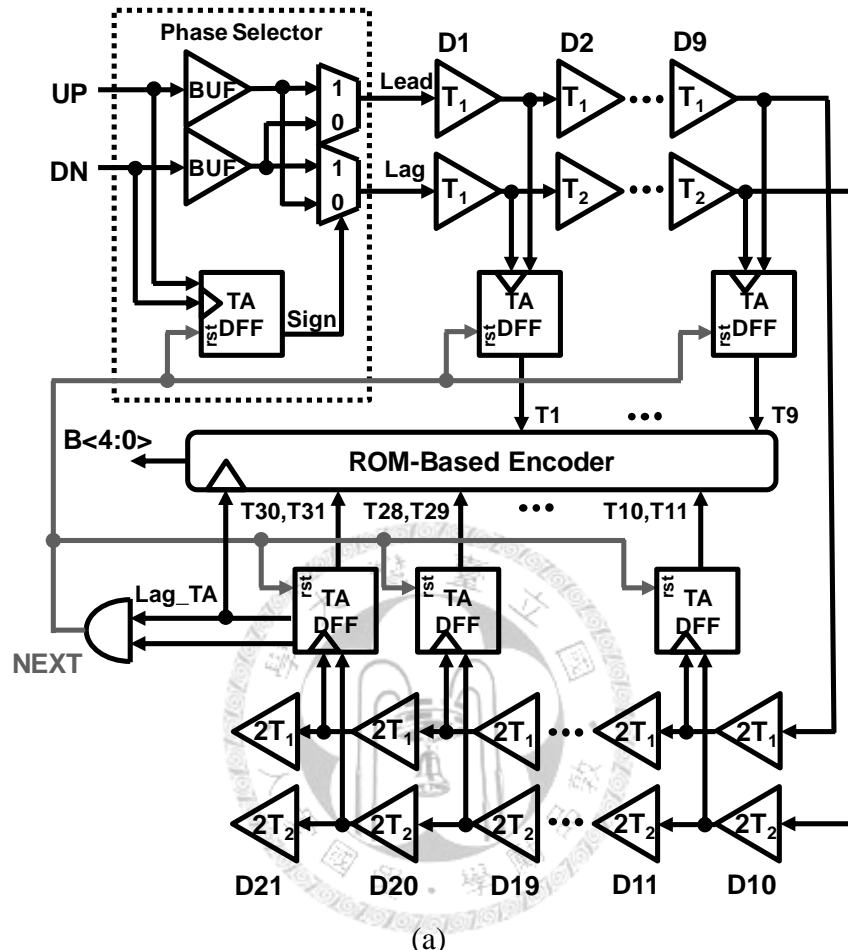 Phase Selector
D1 D2 D9
UP BUF 1 0 Lead T1 T1 T1
DN BUF 1 0 Lag T1 T2 T2
TA DFF rst Sign
TA DFF rst
TA DFF rst
T1 ••• T9
B<4:0>
ROM-Based Encoder
T30,T31 T28,T29 ••• T10,T11
Lag_TA
rst TA DFF
rst TA DFF
rst TA DFF
NEXT
2T1 2T1 2T1 ••• 2T1 2T1
2T2 2T2 2T2 ••• 2T2 2T2
D21 D20 D19 D11 D10
(a)